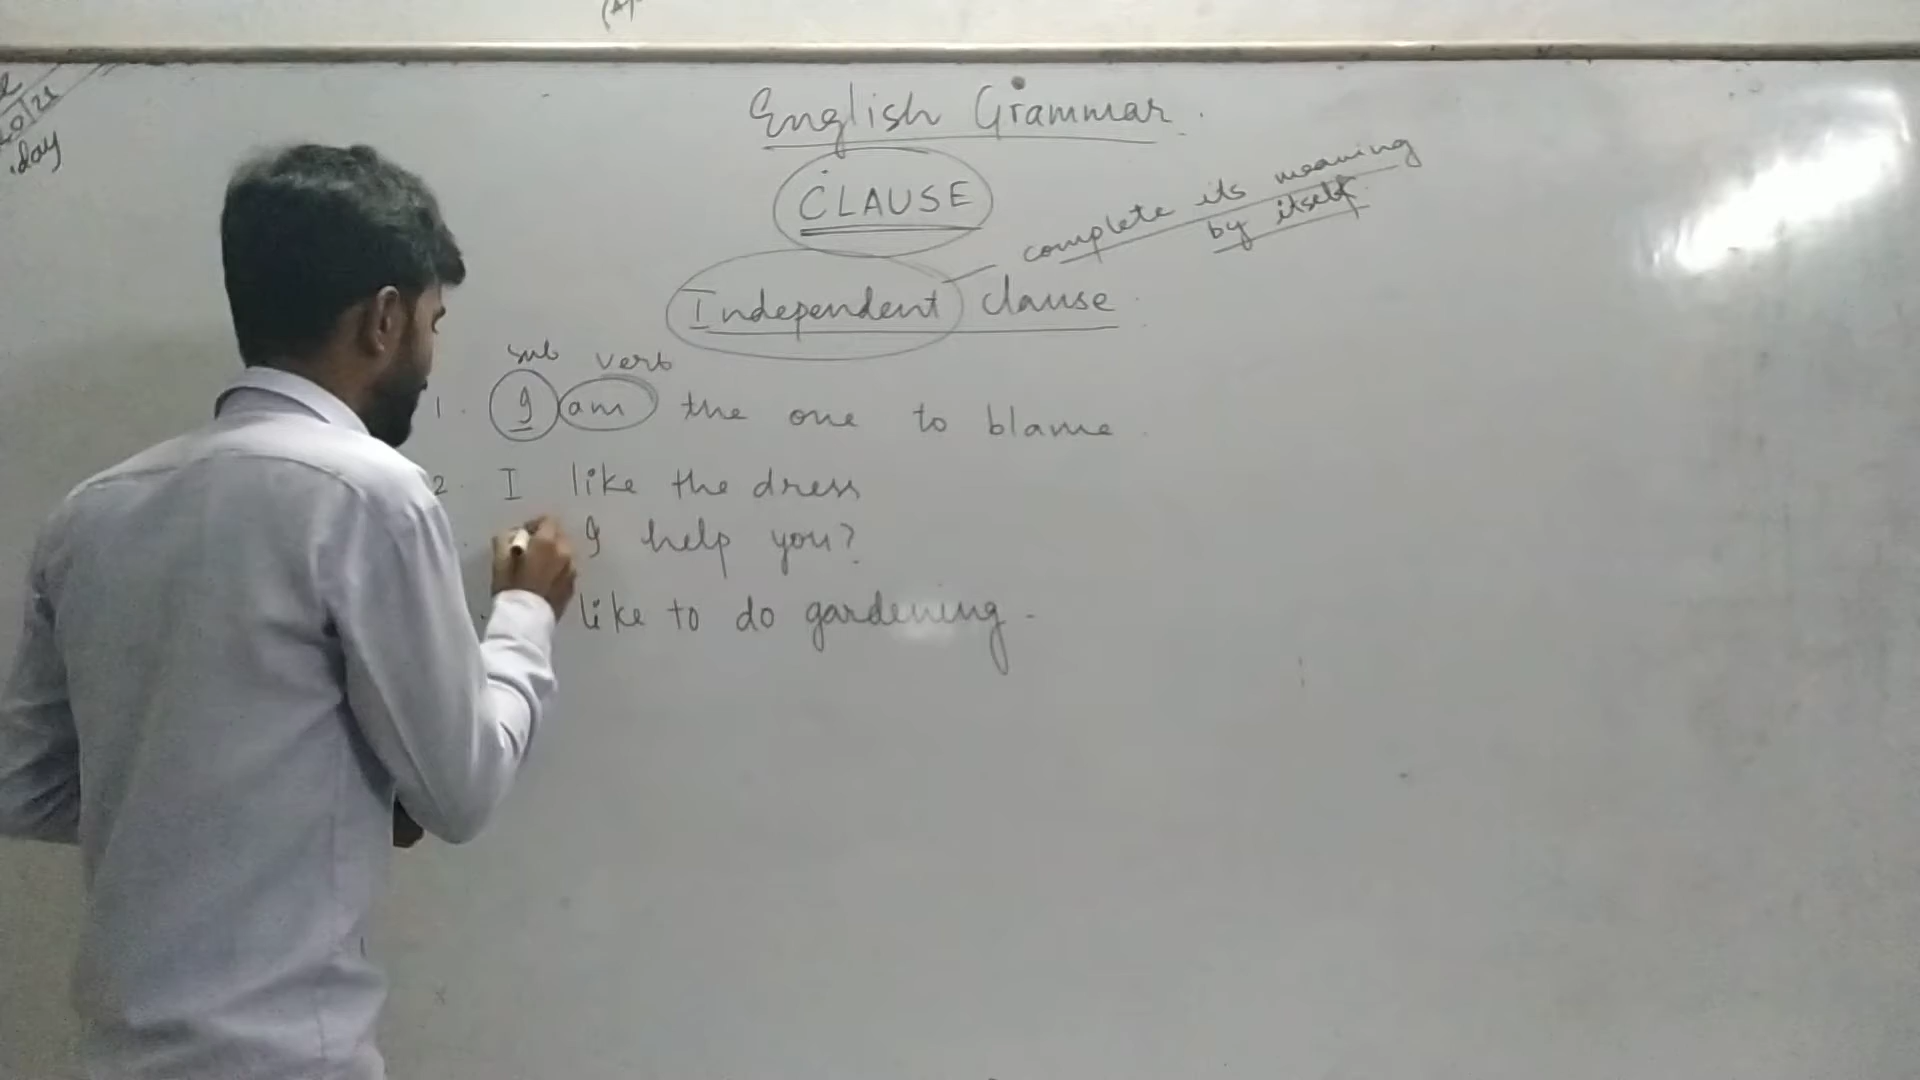 English Grammar.
CLAUSE
complete its meaning
by itself.
Independent clause.
sub verb
1. I am the one to blame.
2. I like the dress
I help you?
like to do gardening.
day